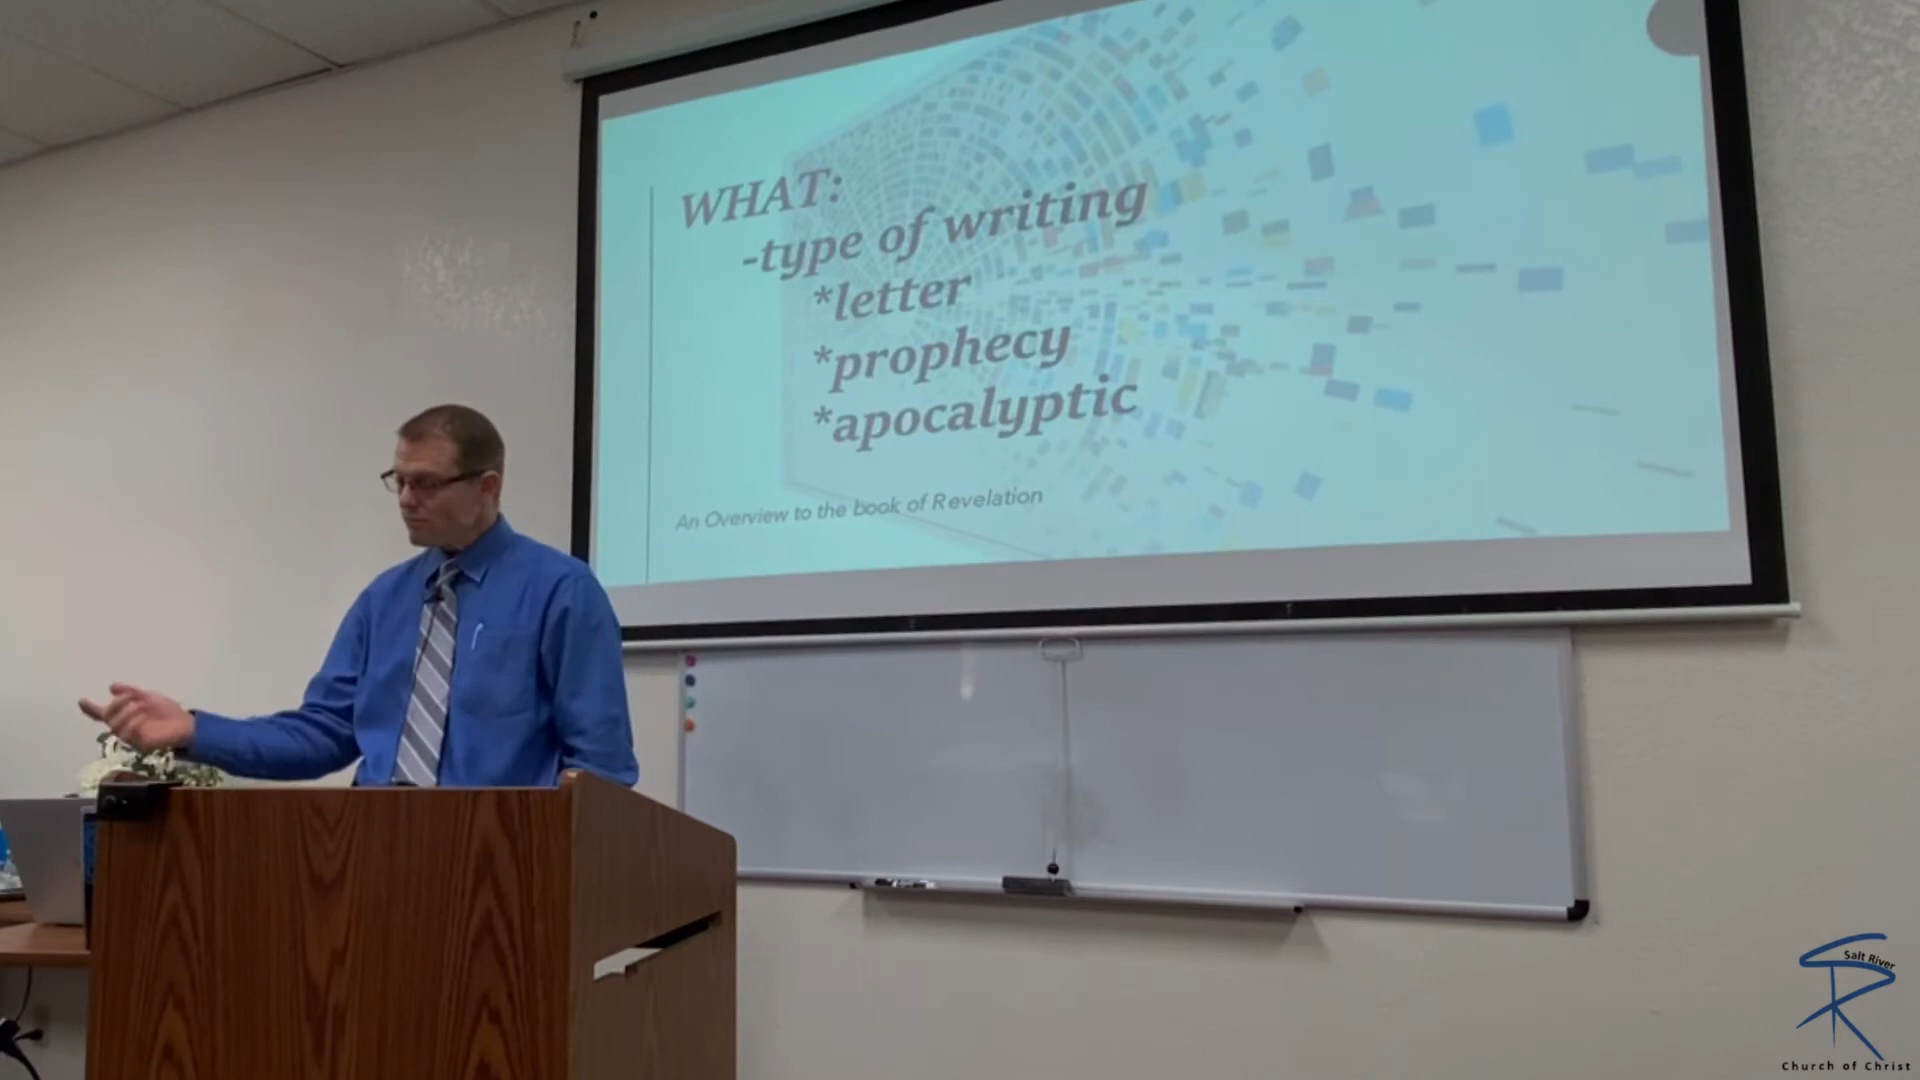 WHAT:
-type of writing
*letter
*prophecy
*apocalyptic
An Overview to the book of Revelation
Salt River
Church of Christ